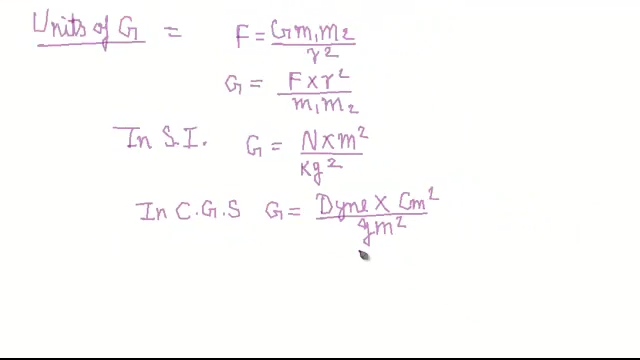 Units of G = F = Gm₁m₂/r²
G = F×r²/m₁m₂
In S.I. G = N×m²/Kg²
In C.G.S G = Dyne × Cm²/gm²